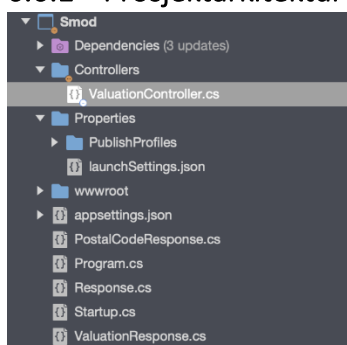 Smod
Dependencies (3 updates)
Controllers
ValuationController.cs
Properties
PublishProfiles
launchSettings.json
wwwroot
appsettings.json
PostalCodeResponse.cs
Program.cs
Response.cs
Startup.cs
ValuationResponse.cs